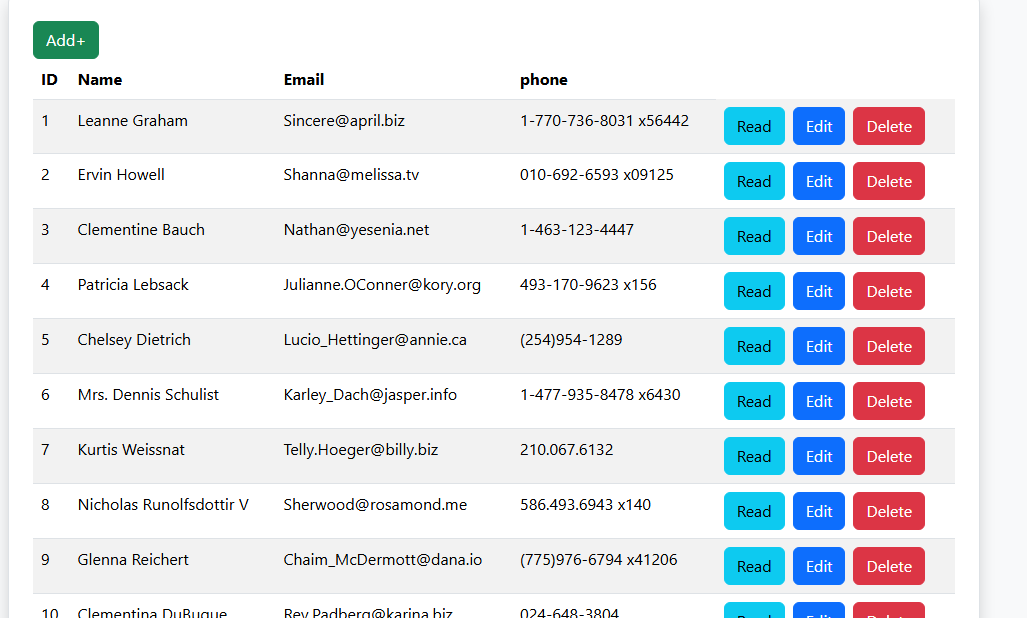 Add+
ID Name Email phone
1 Leanne Graham Sincere@april.biz 1-770-736-8031 x56442 Read Edit Delete
2 Ervin Howell Shanna@melissa.tv 010-692-6593 x09125 Read Edit Delete
3 Clementine Bauch Nathan@yesenia.net 1-463-123-4447 Read Edit Delete
4 Patricia Lebsack Julianne.OConner@kory.org 493-170-9623 x156 Read Edit Delete
5 Chelsey Dietrich Lucio_Hettinger@annie.ca (254)954-1289 Read Edit Delete
6 Mrs. Dennis Schulist Karley_Dach@jasper.info 1-477-935-8478 x6430 Read Edit Delete
7 Kurtis Weissnat Telly.Hoeger@billy.biz 210.067.6132 Read Edit Delete
8 Nicholas Runolfsdottir V Sherwood@rosamond.me 586.493.6943 x140 Read Edit Delete
9 Glenna Reichert Chaim_McDermott@dana.io (775)976-6794 x41206 Read Edit Delete
10 Clementina DuBuque Rey.Padberg@karina.biz 024-648-3804 Read Edit Delete